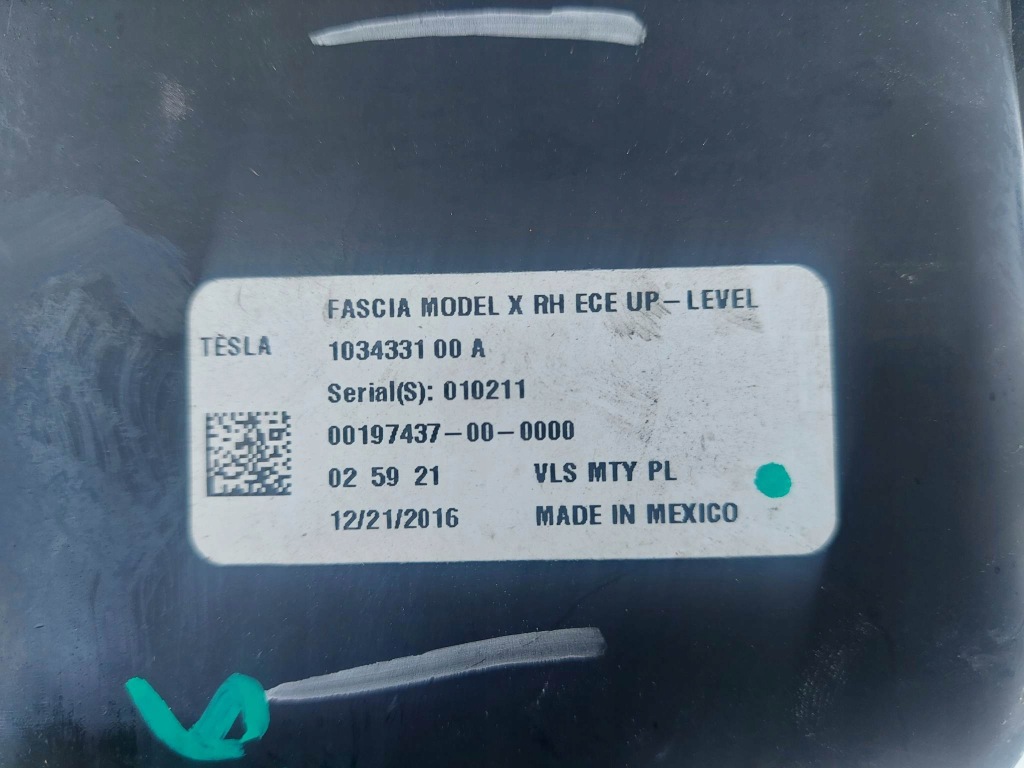 FASCIA MODEL X RH ECE UP-LEVEL
TESLA
1034331 00 A
Serial(S): 010211
00197437-00-0000
02 59 21 VLS MTY PL
12/21/2016 MADE IN MEXICO